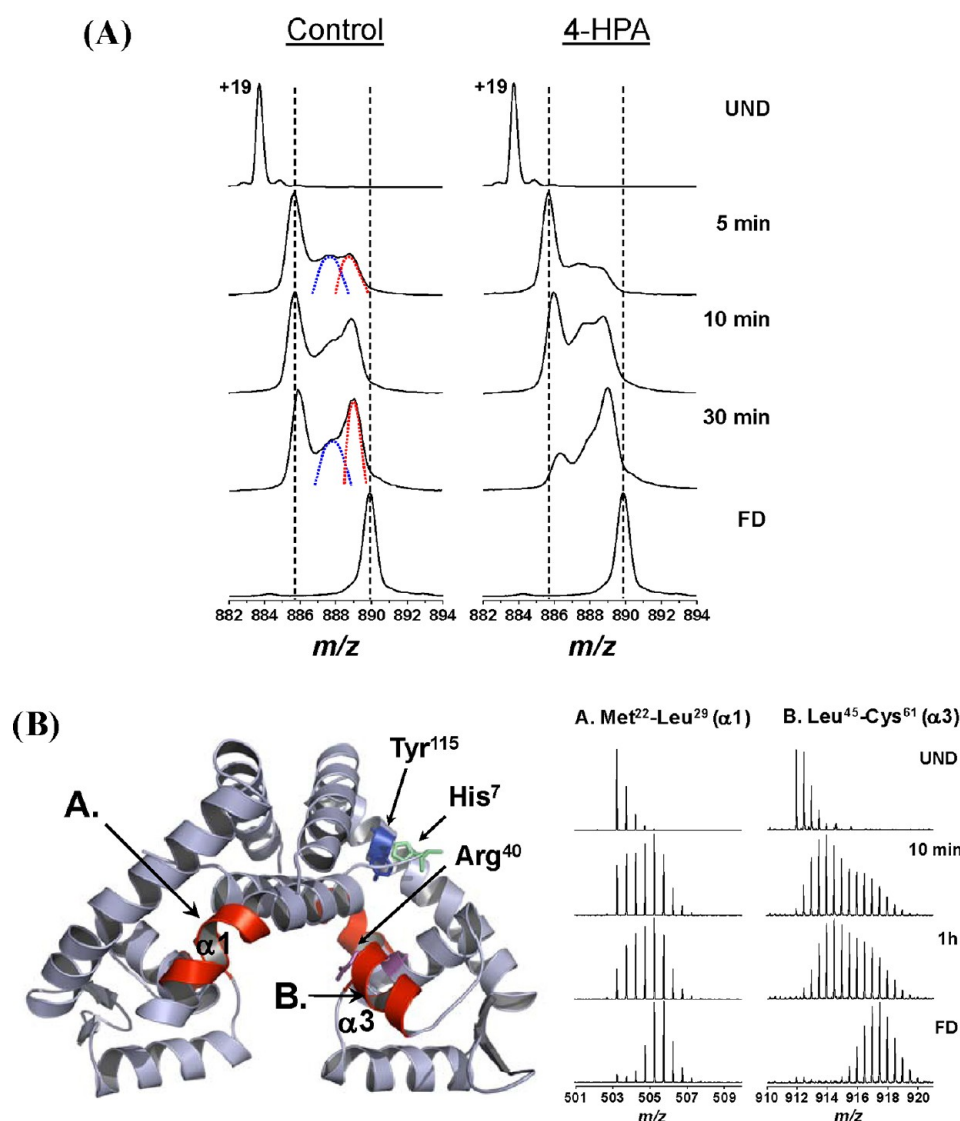 (A)
Control 4-HPA
+19 +19 UND
5 min
10 min
30 min
FD
882 884 886 888 890 892 894 882 884 886 888 890 892 894
m/z m/z
(B)
A. Met²²-Leu²⁹ (α1) B. Leu⁴⁵-Cys⁶¹ (α3)
Tyr¹¹⁵
His⁷
Arg⁴⁰
A.
α1
B.
α3
UND
10 min
1h
FD
501 503 505 507 509 910 912 914 916 918 920
m/z m/z